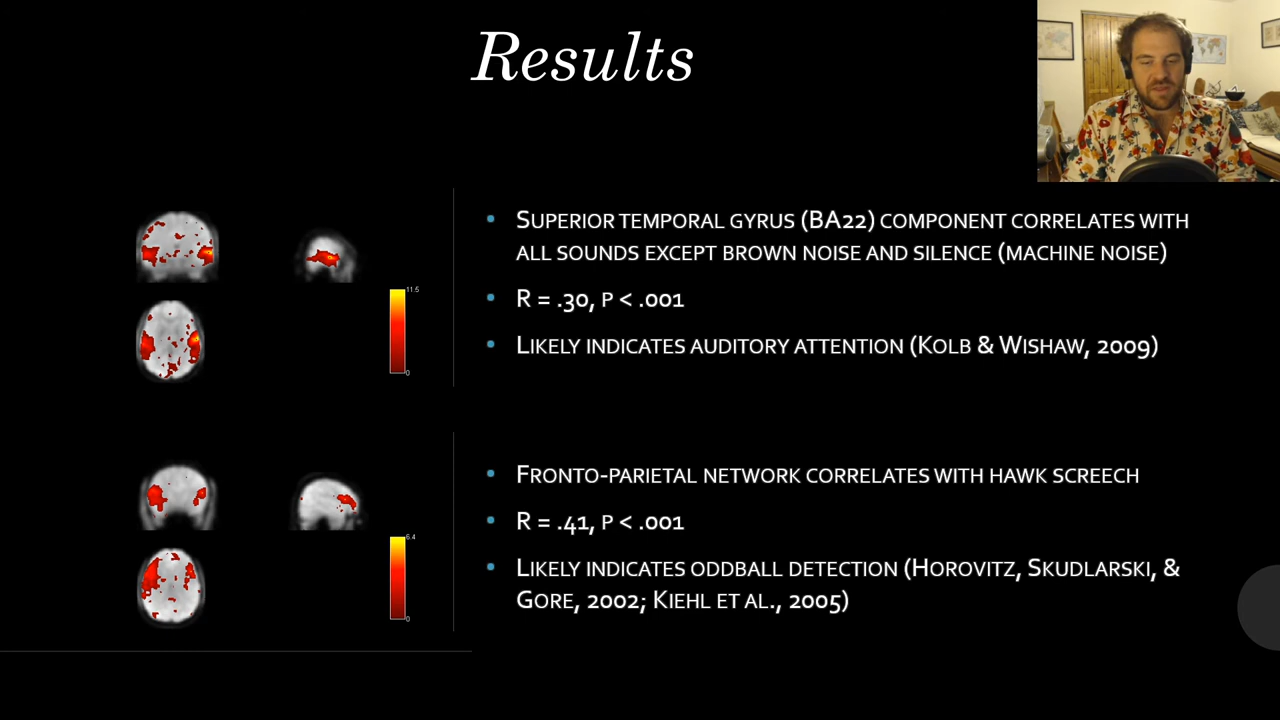 Results
Superior temporal gyrus (BA22) component correlates with
all sounds except brown noise and silence (machine noise)
R = .30, p < .001
Likely indicates auditory attention (Kolb & Wishaw, 2009)
11.5
0
Fronto-parietal network correlates with hawk screech
R = .41, p < .001
Likely indicates oddball detection (Horovitz, Skudlarski, &
Gore, 2002; Kiehl et al., 2005)
6.4
0